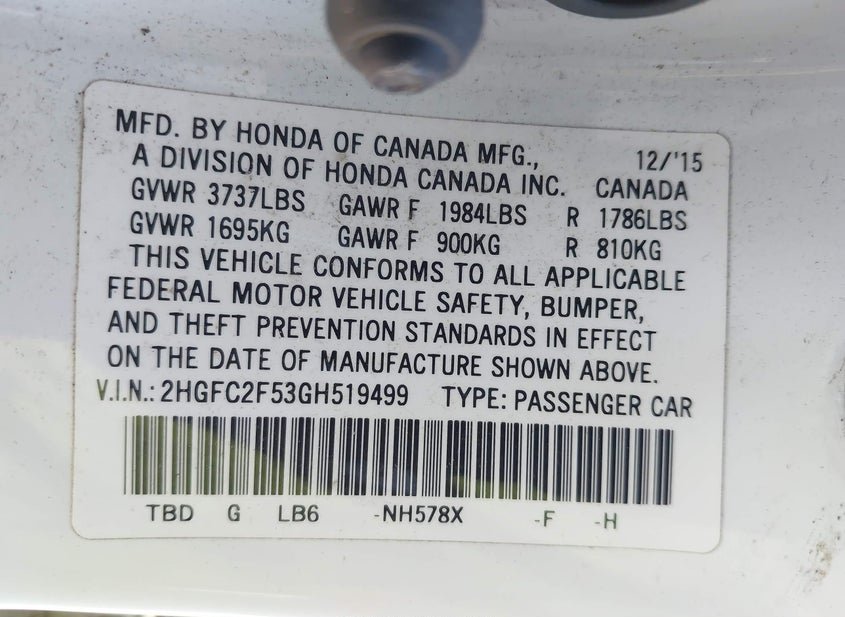 MFD. BY HONDA OF CANADA MFG., 12/'15
A DIVISION OF HONDA CANADA INC. CANADA
GVWR 3737LBS GAWR F 1984LBS R 1786LBS
GVWR 1695KG GAWR F 900KG R 810KG
THIS VEHICLE CONFORMS TO ALL APPLICABLE
FEDERAL MOTOR VEHICLE SAFETY, BUMPER,
AND THEFT PREVENTION STANDARDS IN EFFECT
ON THE DATE OF MANUFACTURE SHOWN ABOVE.
V.I.N.: 2HGFC2F53GH519499 TYPE: PASSENGER CAR
TBD G LB6 -NH578X -F -H